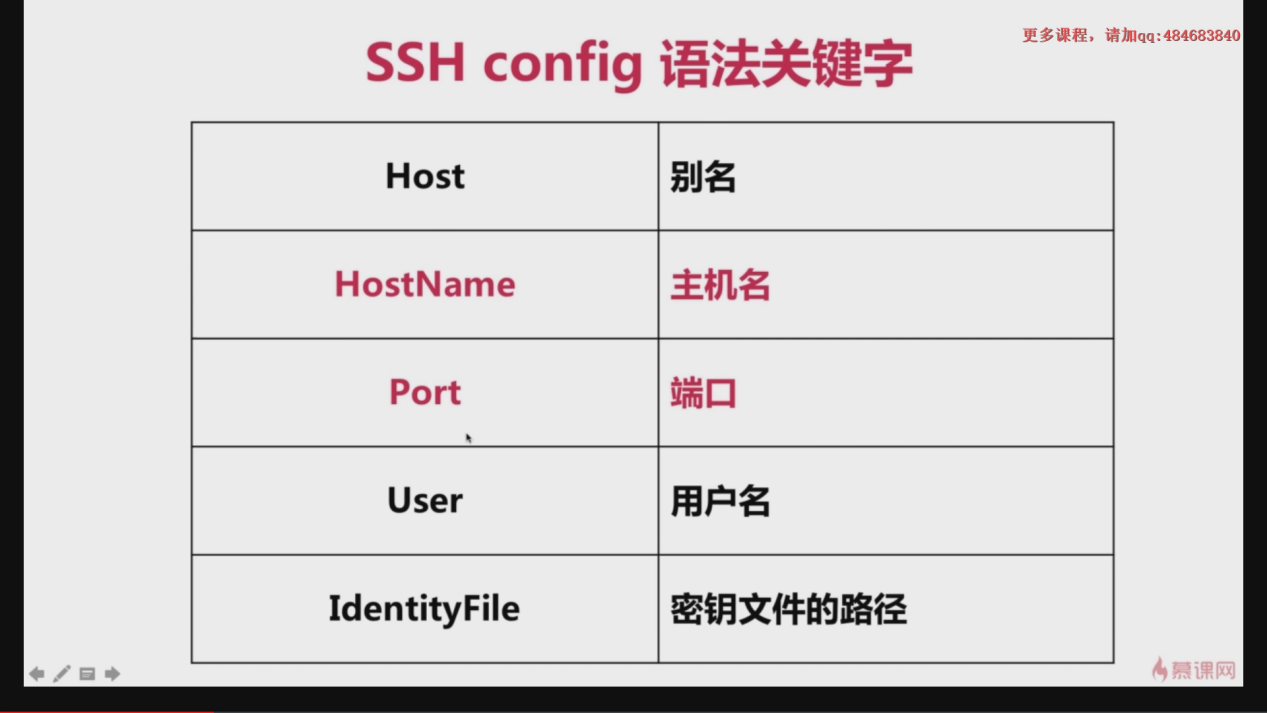 更多课程，请加qq:484683840
SSH config 语法关键字
Host 别名
HostName 主机名
Port 端口
User 用户名
IdentityFile 密钥文件的路径
慕课网